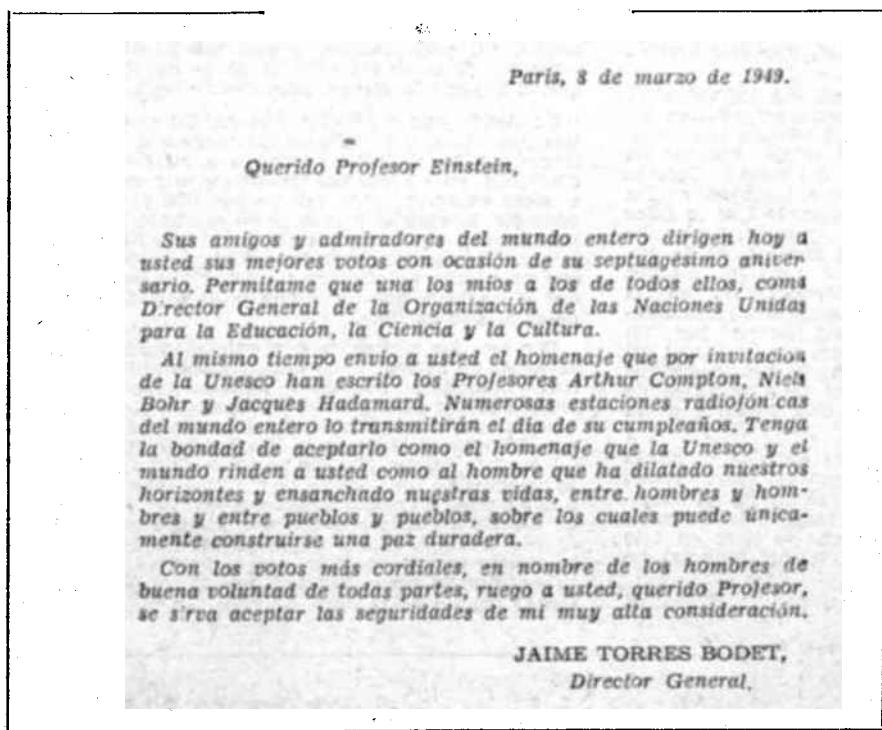 Paris, 8 de marzo de 1949.
Querido Profesor Einstein,
Sus amigos y admiradores del mundo entero dirigen hoy a
usted sus mejores votos con ocasión de su septuagésimo aniver
sario. Permítame que una los míos a los de todos ellos, como
D'rector General de la Organización de las Naciones Unidas
para la Educación, la Ciencia y la Cultura.
Al mismo tiempo envío a usted el homenaje que por invitación
de la Unesco han escrito los Profesores Arthur Compton, Niels
Bohr y Jacques Hadamard. Numerosas estaciones radiofón cas
del mundo entero lo transmitirán el día de su cumpleaños. Tenga
la bondad de aceptarlo como el homenaje que la Unesco y el
mundo rinden a usted como al hombre que ha dilatado nuestros
horizontes y ensanchado nuestras vidas, entre hombres y hom-
bres y entre pueblos y pueblos, sobre los cuales puede única-
mente construirse una paz duradera.
Con los votos más cordiales, en nombre de los hombres de
buena voluntad de todas partes, ruego a usted, querido Profesor,
se s'rva aceptar las seguridades de mi muy alta consideración.
JAIME TORRES BODET,
Director General.